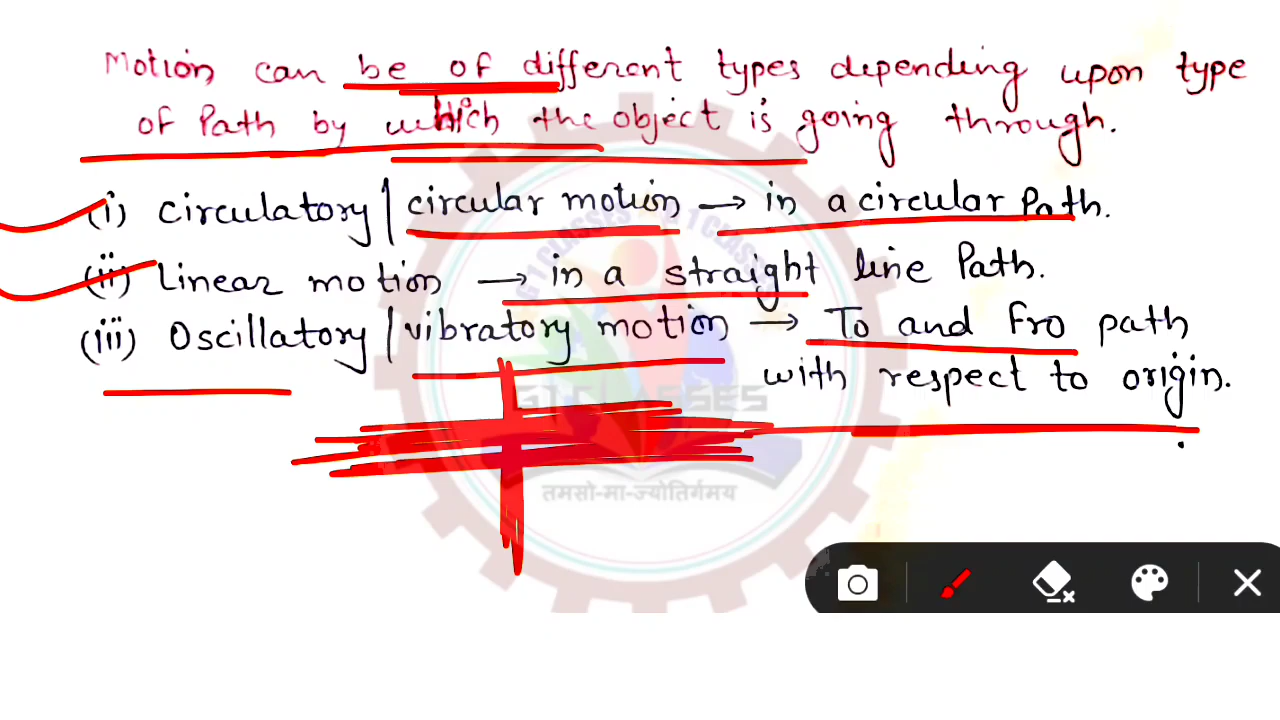 Motion can be of different types depending upon type
of Path by which the object is going through.
(i) Circulatory | circular motion → in a circular Path.
(ii) Linear motion → in a straight line Path.
(iii) Oscillatory | vibratory motion → To and Fro path
with respect to origin.
G1 CLASSES
तमसो-मा-ज्योतिर्गमय